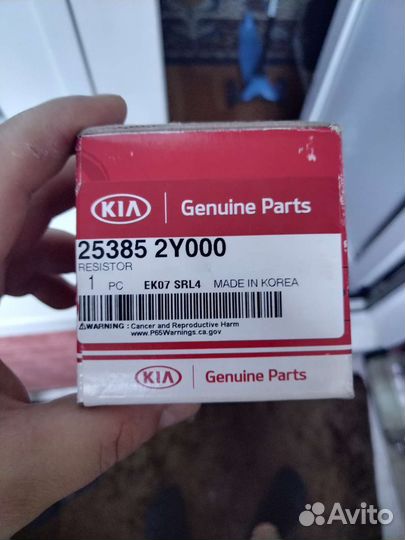 KIA Genuine Parts
25385 2Y000
RESISTOR
1 PC EK07 SRL4 MADE IN KOREA
⚠WARNING : Cancer and Reproductive Harm
www.P65Warnings.ca.gov
KIA Genuine Parts
Avito